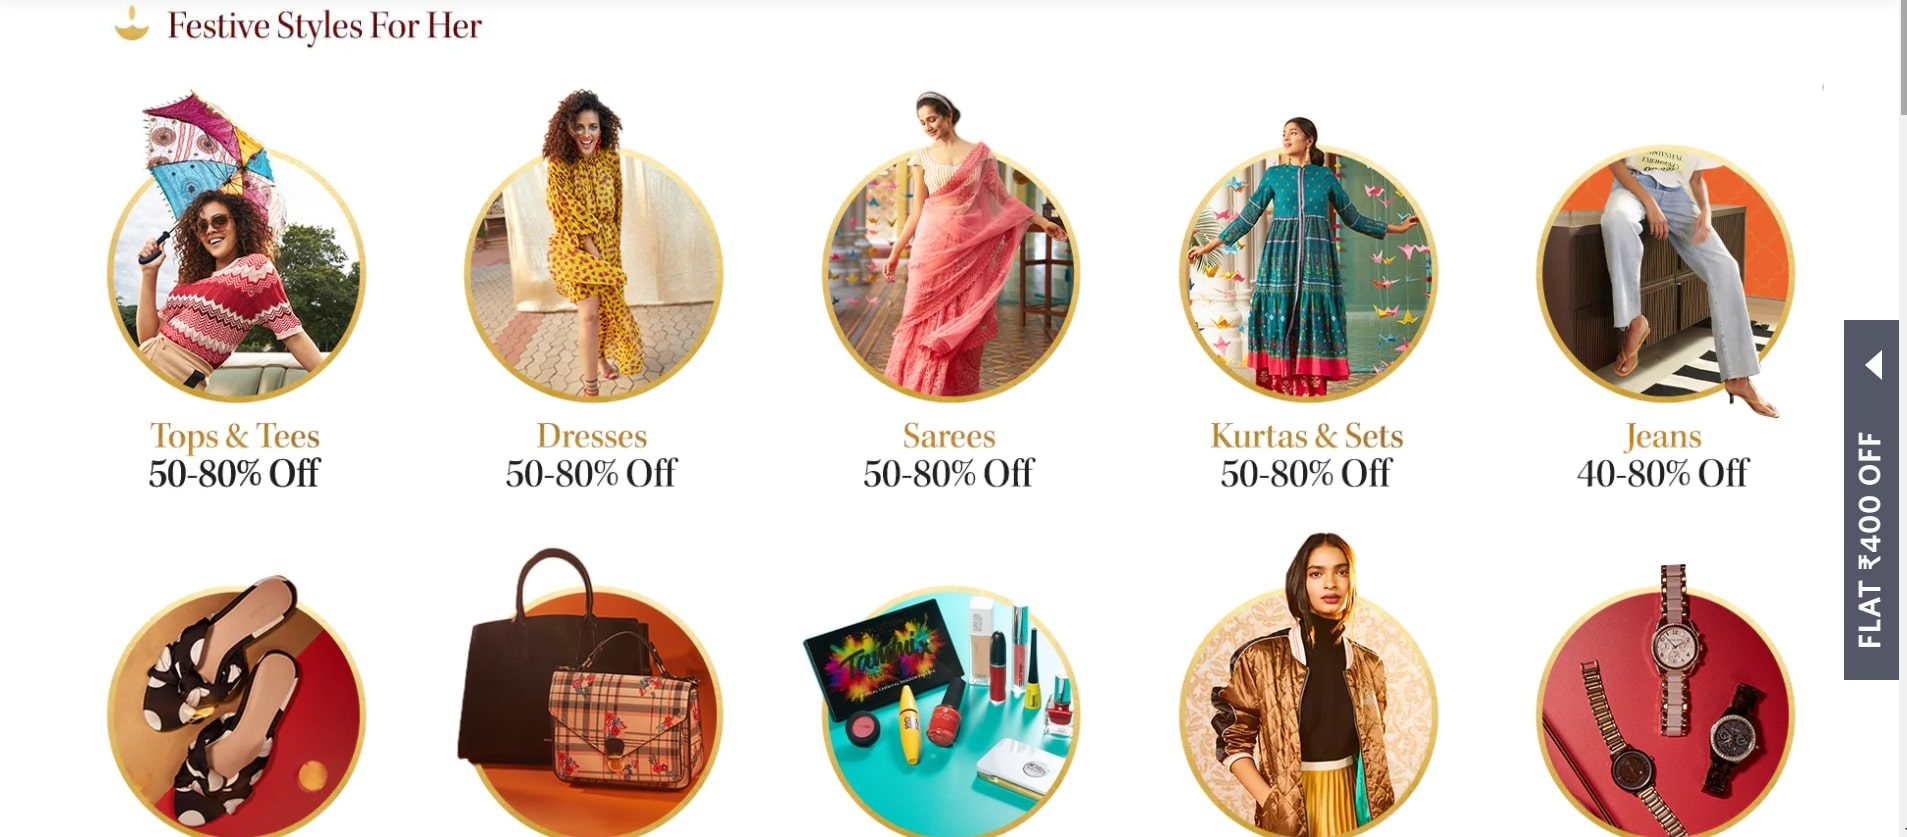 Festive Styles For Her
Tops & Tees
50-80% Off
Dresses
50-80% Off
Sarees
50-80% Off
Kurtas & Sets
50-80% Off
Jeans
40-80% Off
FLAT ₹400 OFF